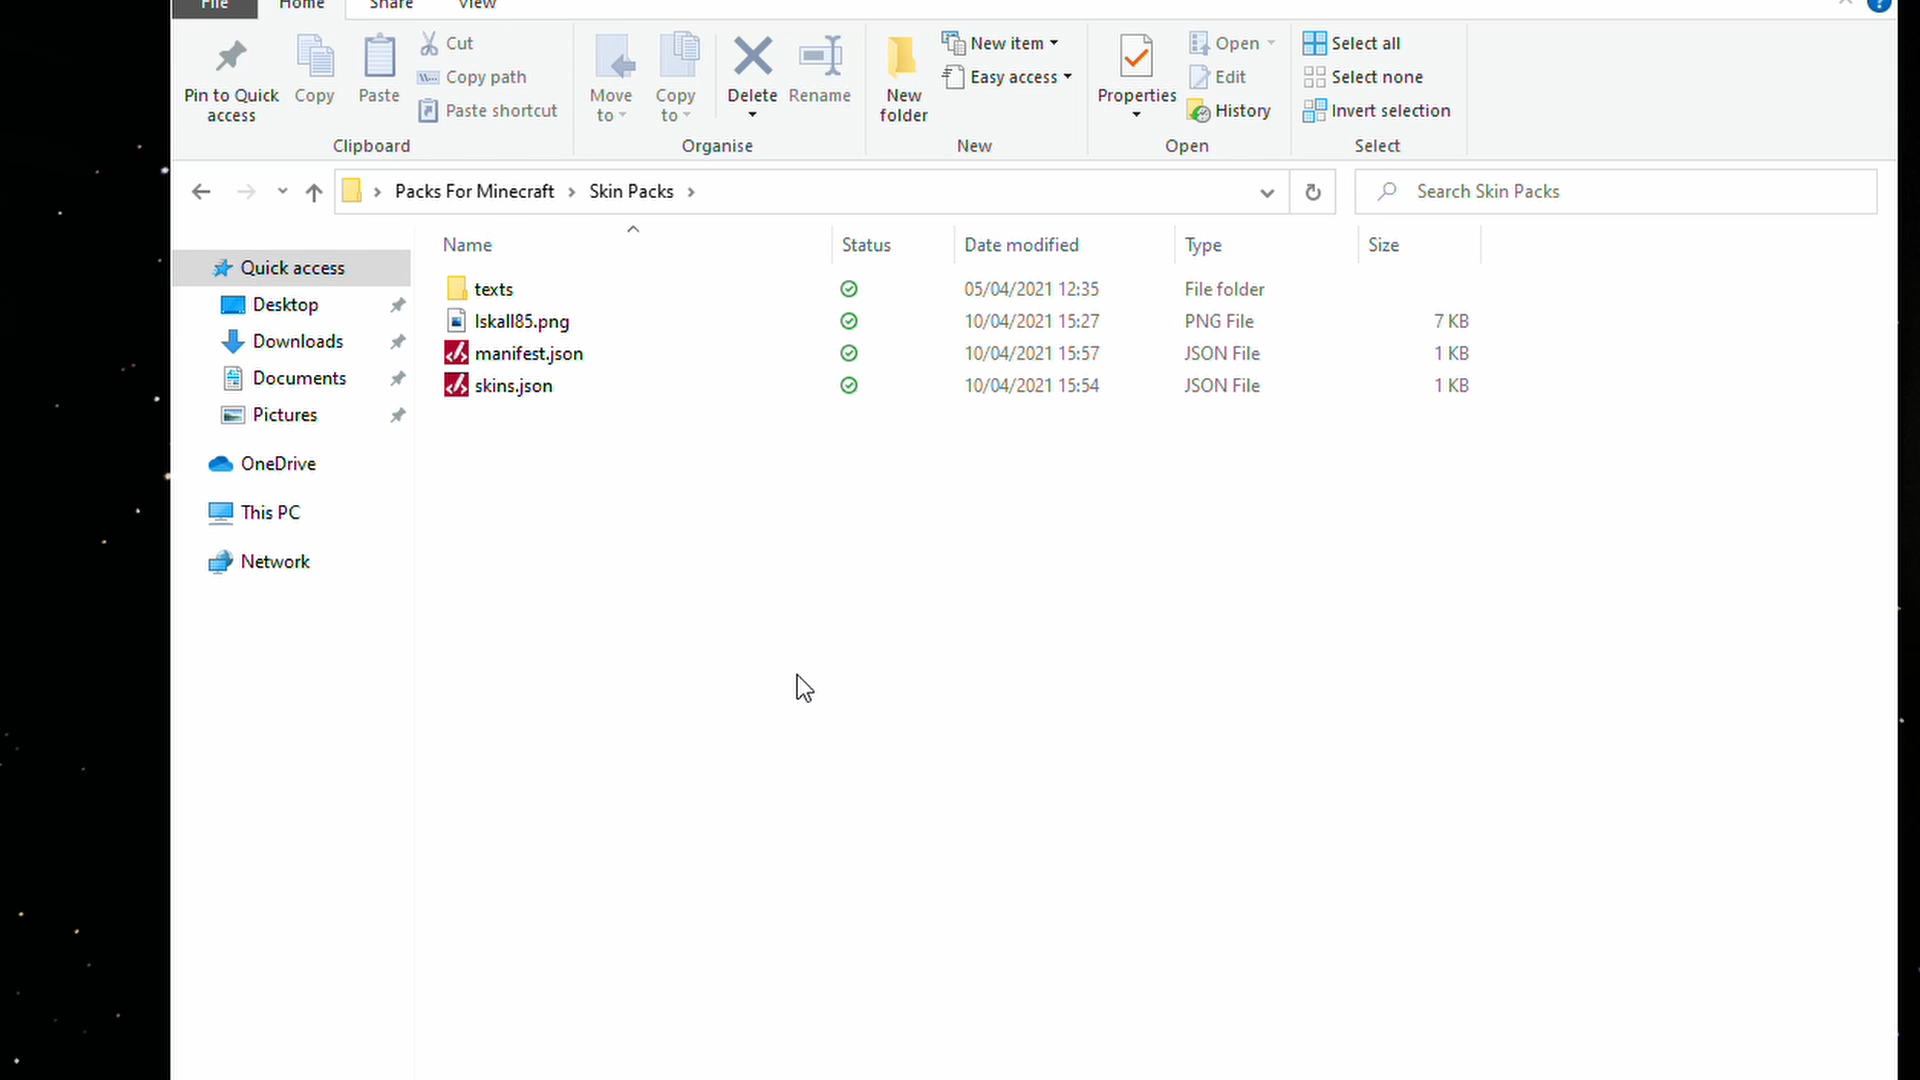 File Home Share View
Pin to Quick access
Copy
Paste
Cut
Copy path
Paste shortcut
Clipboard
Move to
Copy to
Delete
Rename
Organise
New folder
New item
Easy access
New
Properties
Open
Edit
History
Open
Select all
Select none
Invert selection
Select
Packs For Minecraft Skin Packs
Search Skin Packs
Quick access
Desktop
Downloads
Documents
Pictures
OneDrive
This PC
Network
Name Status Date modified Type Size
texts 05/04/2021 12:35 File folder
Iskall85.png 10/04/2021 15:27 PNG File 7 KB
manifest.json 10/04/2021 15:57 JSON File 1 KB
skins.json 10/04/2021 15:54 JSON File 1 KB